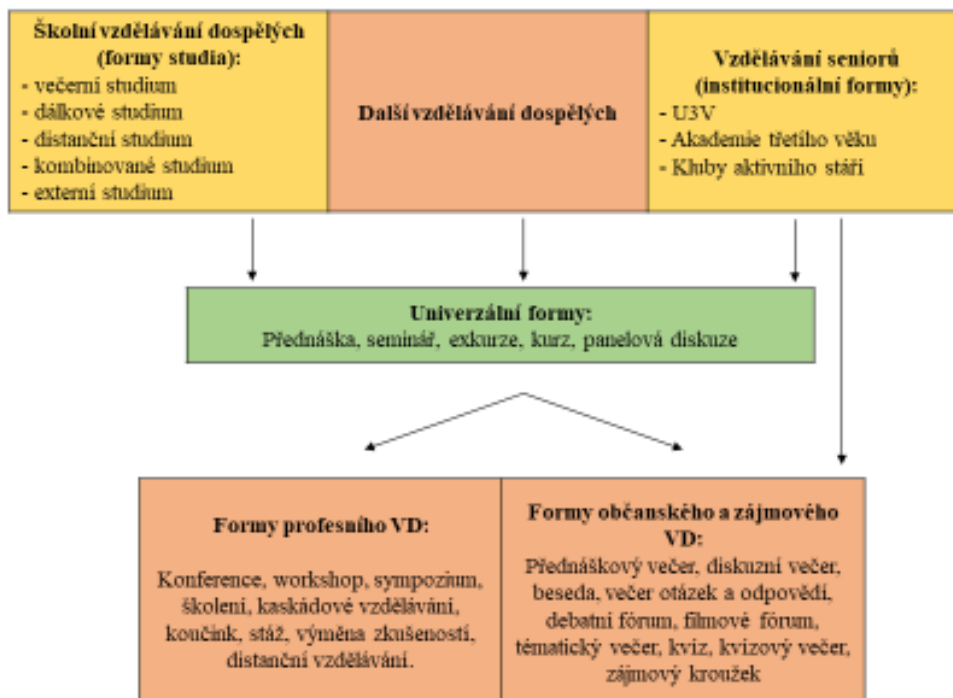 Školní vzdělávání dospělých
(formy studia):
- večerní studium
- dálkové studium
- distanční studium
- kombinované studium
- externí studium
Další vzdělávání dospělých
Vzdělávání seniorů
(institucionální formy):
- U3V
- Akademie třetího věku
- Kluby aktivního stáří
Univerzální formy:
Přednáška, seminář, exkurze, kurz, panelová diskuze
Formy profesního VD:
Konference, workshop, sympozium,
školení, kaskádové vzdělávání,
koučink, stáž, výměna zkušeností,
distanční vzdělávání.
Formy občanského a zájmového
VD:
Přednáškový večer, diskuzní večer,
beseda, večer otázek a odpovědí,
debatní fórum, filmové fórum,
tématický večer, kvíz, kvízový večer,
zájmový kroužek